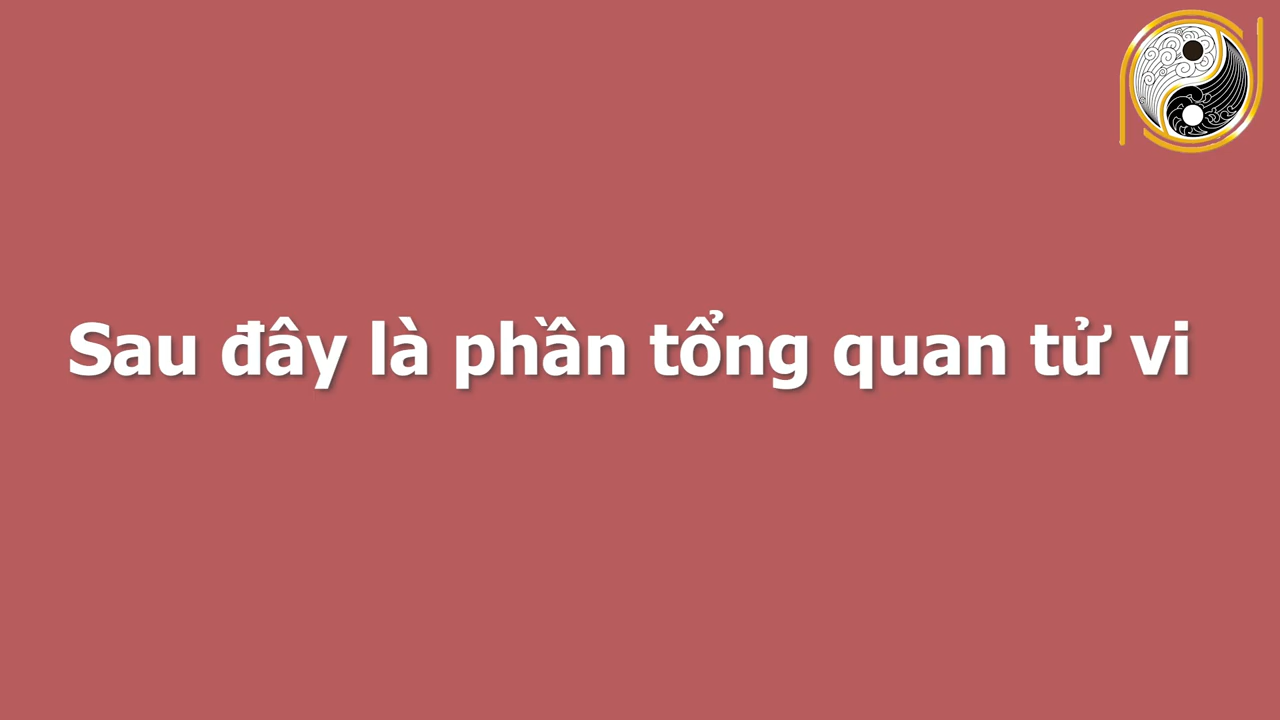 Sau đây là phần tổng quan tử vi